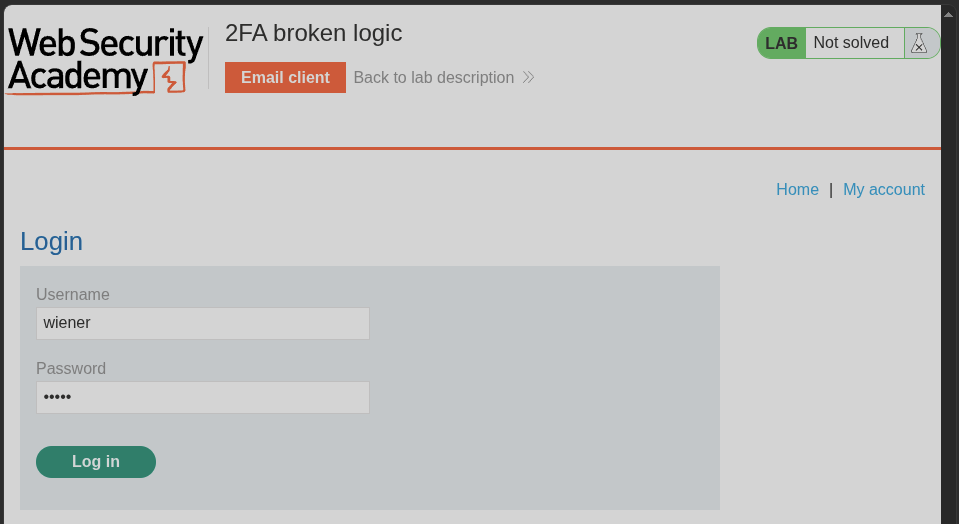 Web Security
Academy
2FA broken logic
Email client
Back to lab description
LAB
Not solved
Home | My account
Login
Username
wiener
Password
•••••
Log in